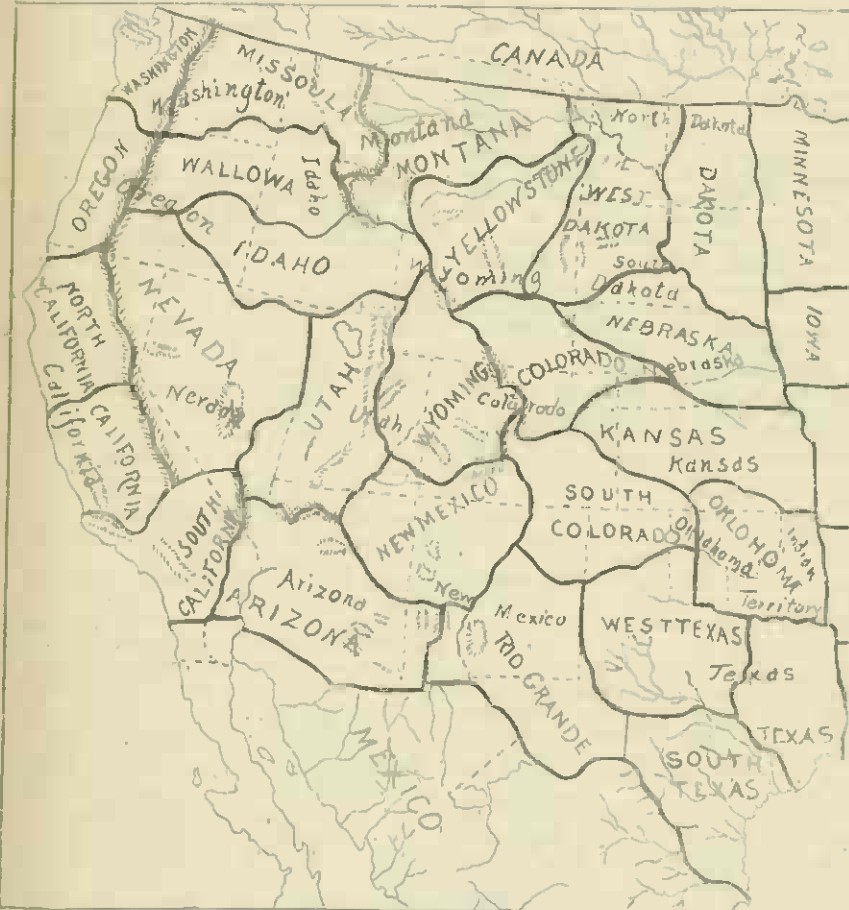 CANADA
WASHINGTON
Washington
MISSOULA
Montana
MONTANA
North Dakota
DAKOTA
MINNESOTA
OREGON
Oregon
WALLOWA
Idaho
IDAHO
YELLOWSTONE
Wyoming
WEST
DAKOTA
South
Dakota
NEBRASKA
Nebraska
IOWA
NORTH
CALIFORNIA
California
CALIFORNIA
NEVADA
Nevada
UTAH
Utah
WYOMING
COLORADO
Colorado
KANSAS
Kansas
SOUTH
CALIFORNIA
NEW MEXICO
SOUTH
COLORADO
OKLOHOMA
Oklahoma
Indian
Territory
Arizona
ARIZONA
New
Mexico
RIO GRANDE
WEST TEXAS
Texas
TEXAS
SOUTH
TEXAS
MEXICO